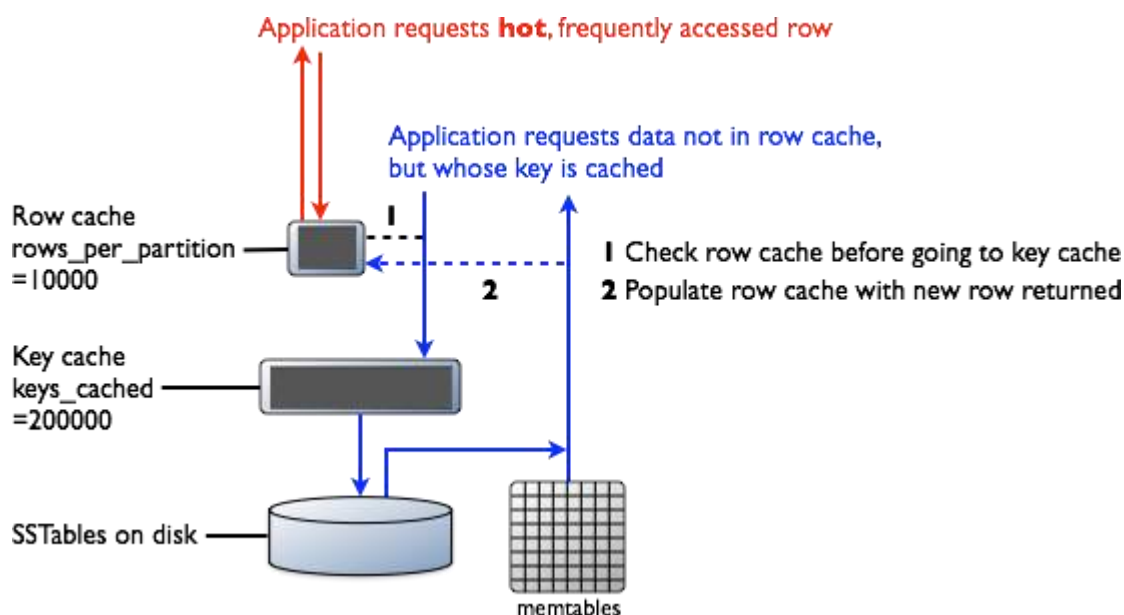 Application requests hot, frequently accessed row
Application requests data not in row cache,
but whose key is cached
Row cache
rows_per_partition
=10000
1
1 Check row cache before going to key cache
2
2 Populate row cache with new row returned
Key cache
keys_cached
=200000
SSTables on disk
memtables